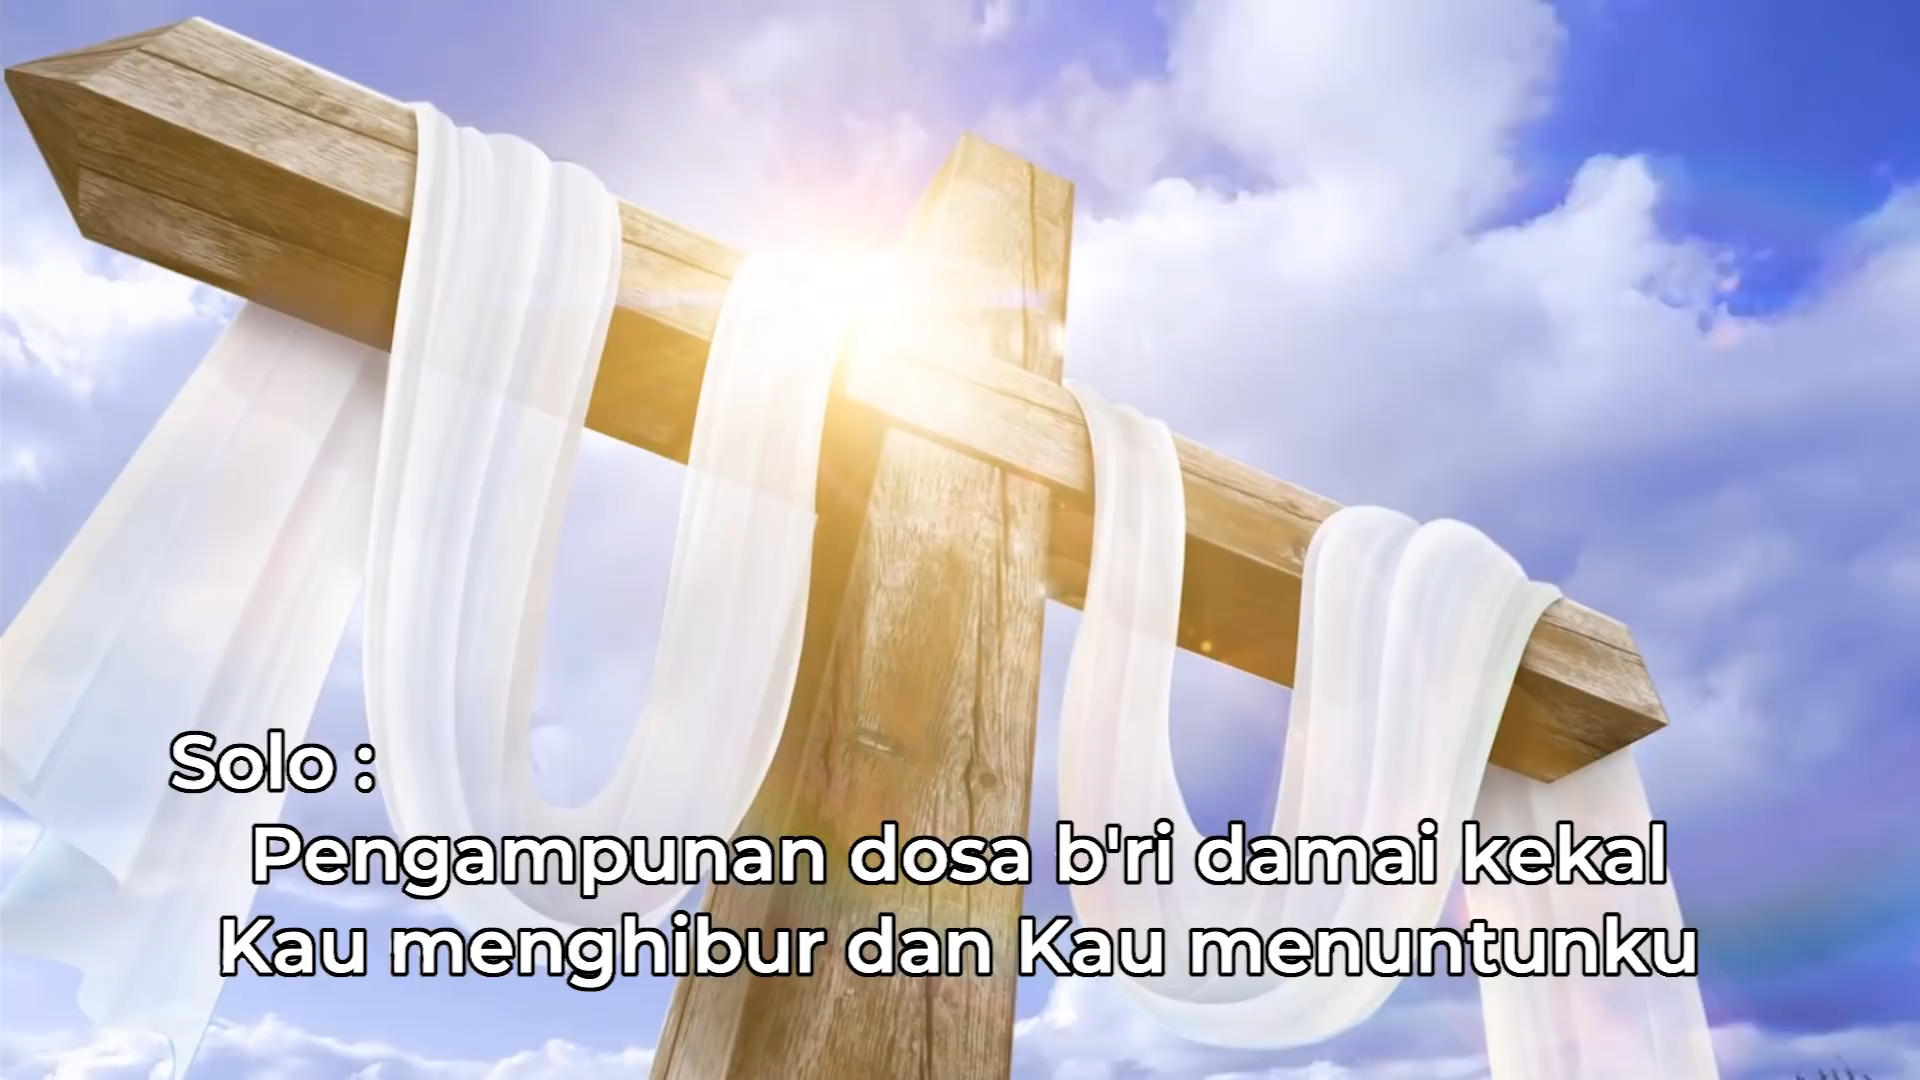 Solo :
Pengampunan dosa b'ri damai kekal
Kau menghibur dan Kau menuntunku